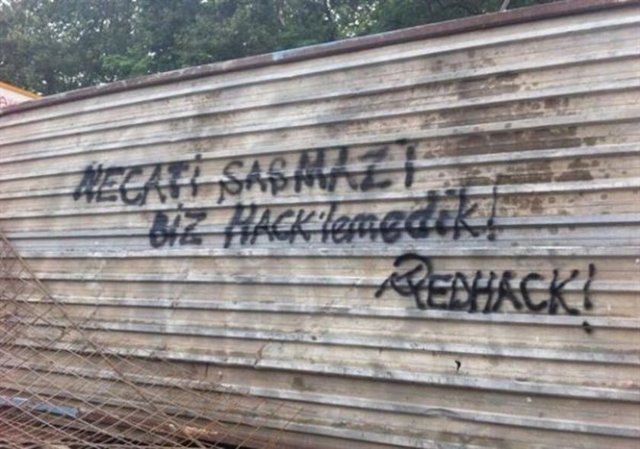 NECATİ ŞAŞMAZ'I
BİZ HACK'lemedik!
REDHACK!